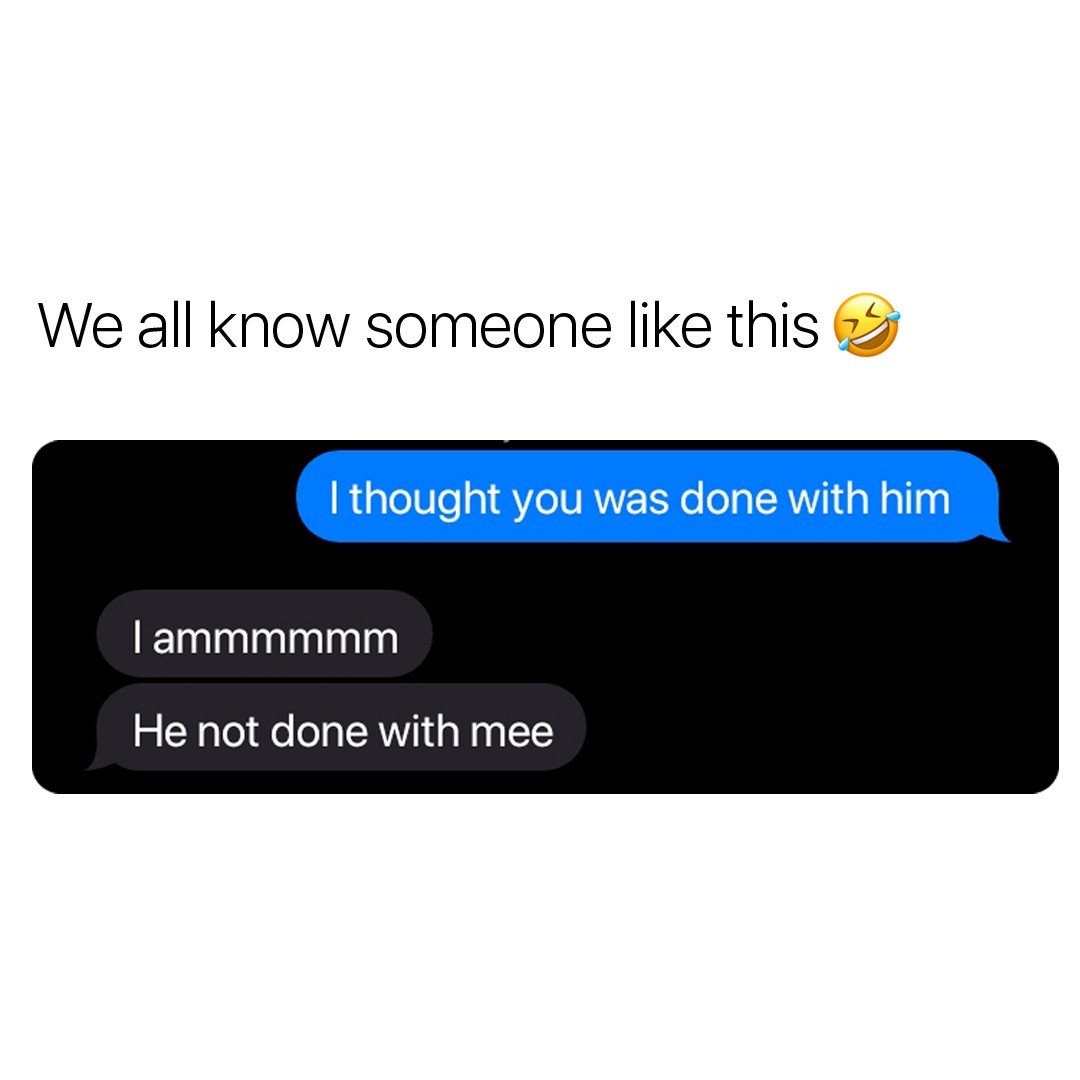 We all know someone like this 🤣
I thought you was done with him
I ammmmmm
He not done with mee